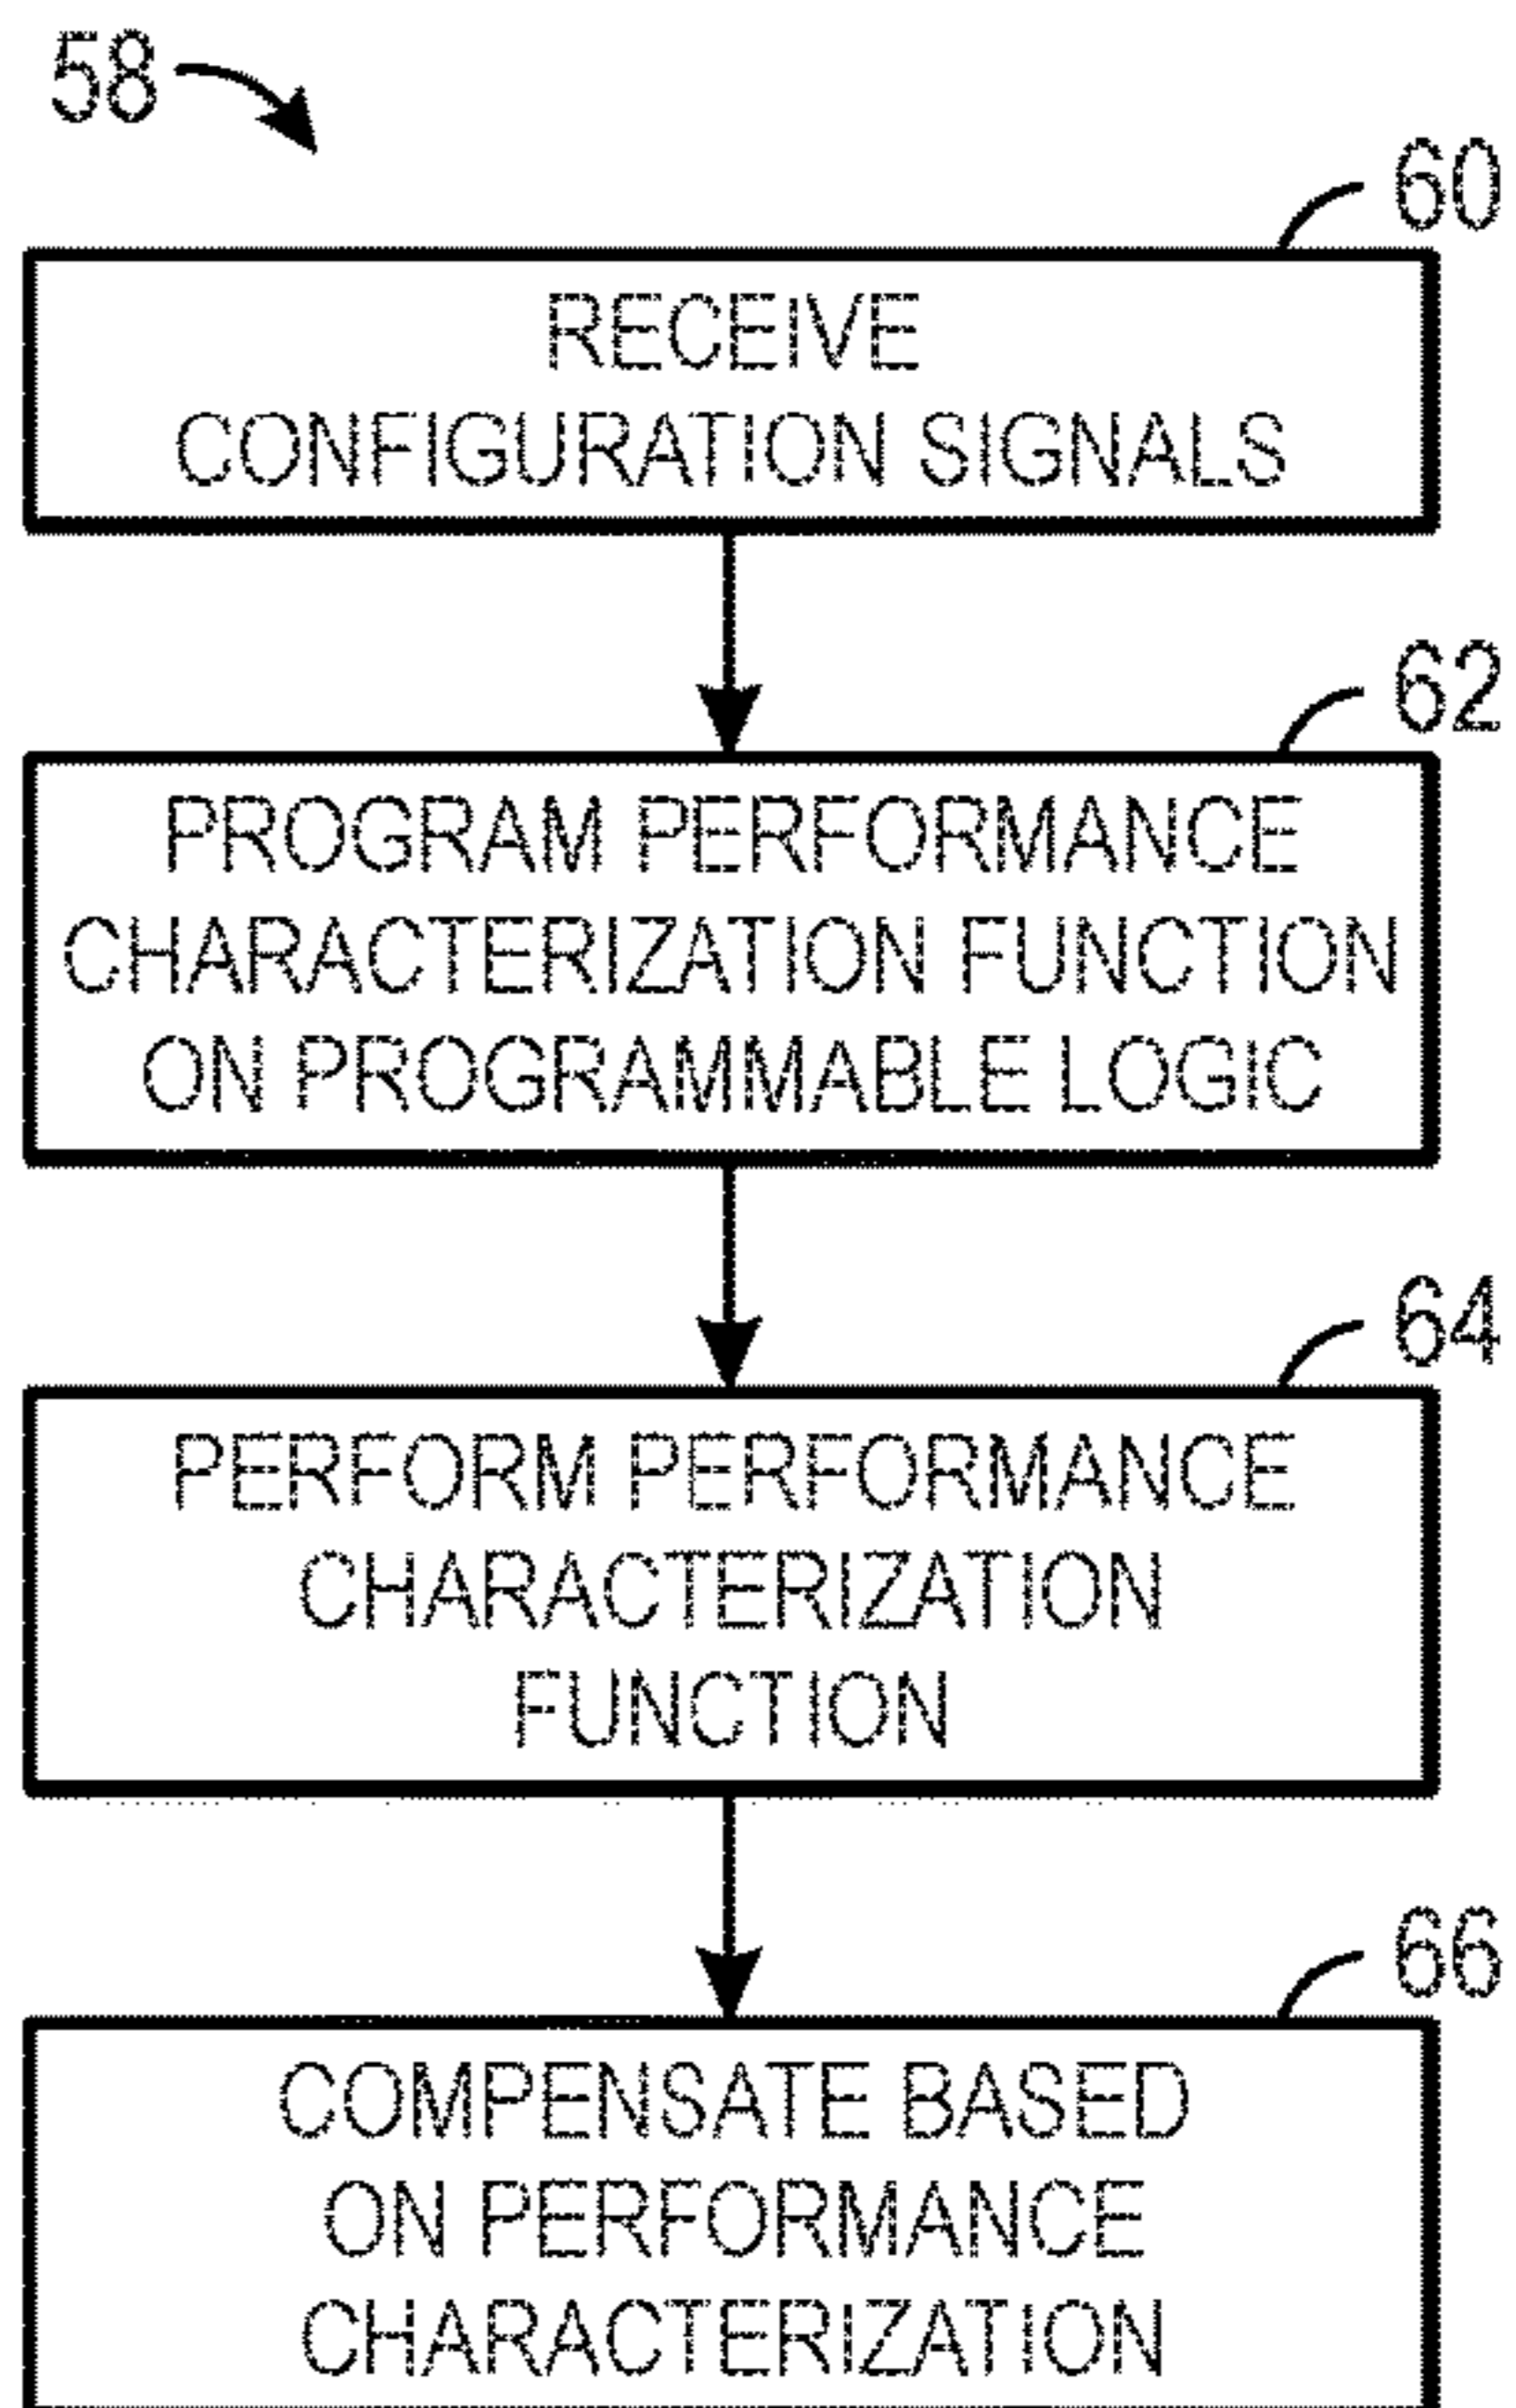 58
60
RECEIVE
CONFIGURATION SIGNALS
62
PROGRAM PERFORMANCE
CHARACTERIZATION FUNCTION
ON PROGRAMMABLE LOGIC
64
PERFORM PERFORMANCE
CHARACTERIZATION
FUNCTION
66
COMPENSATE BASED
ON PERFORMANCE
CHARACTERIZATION